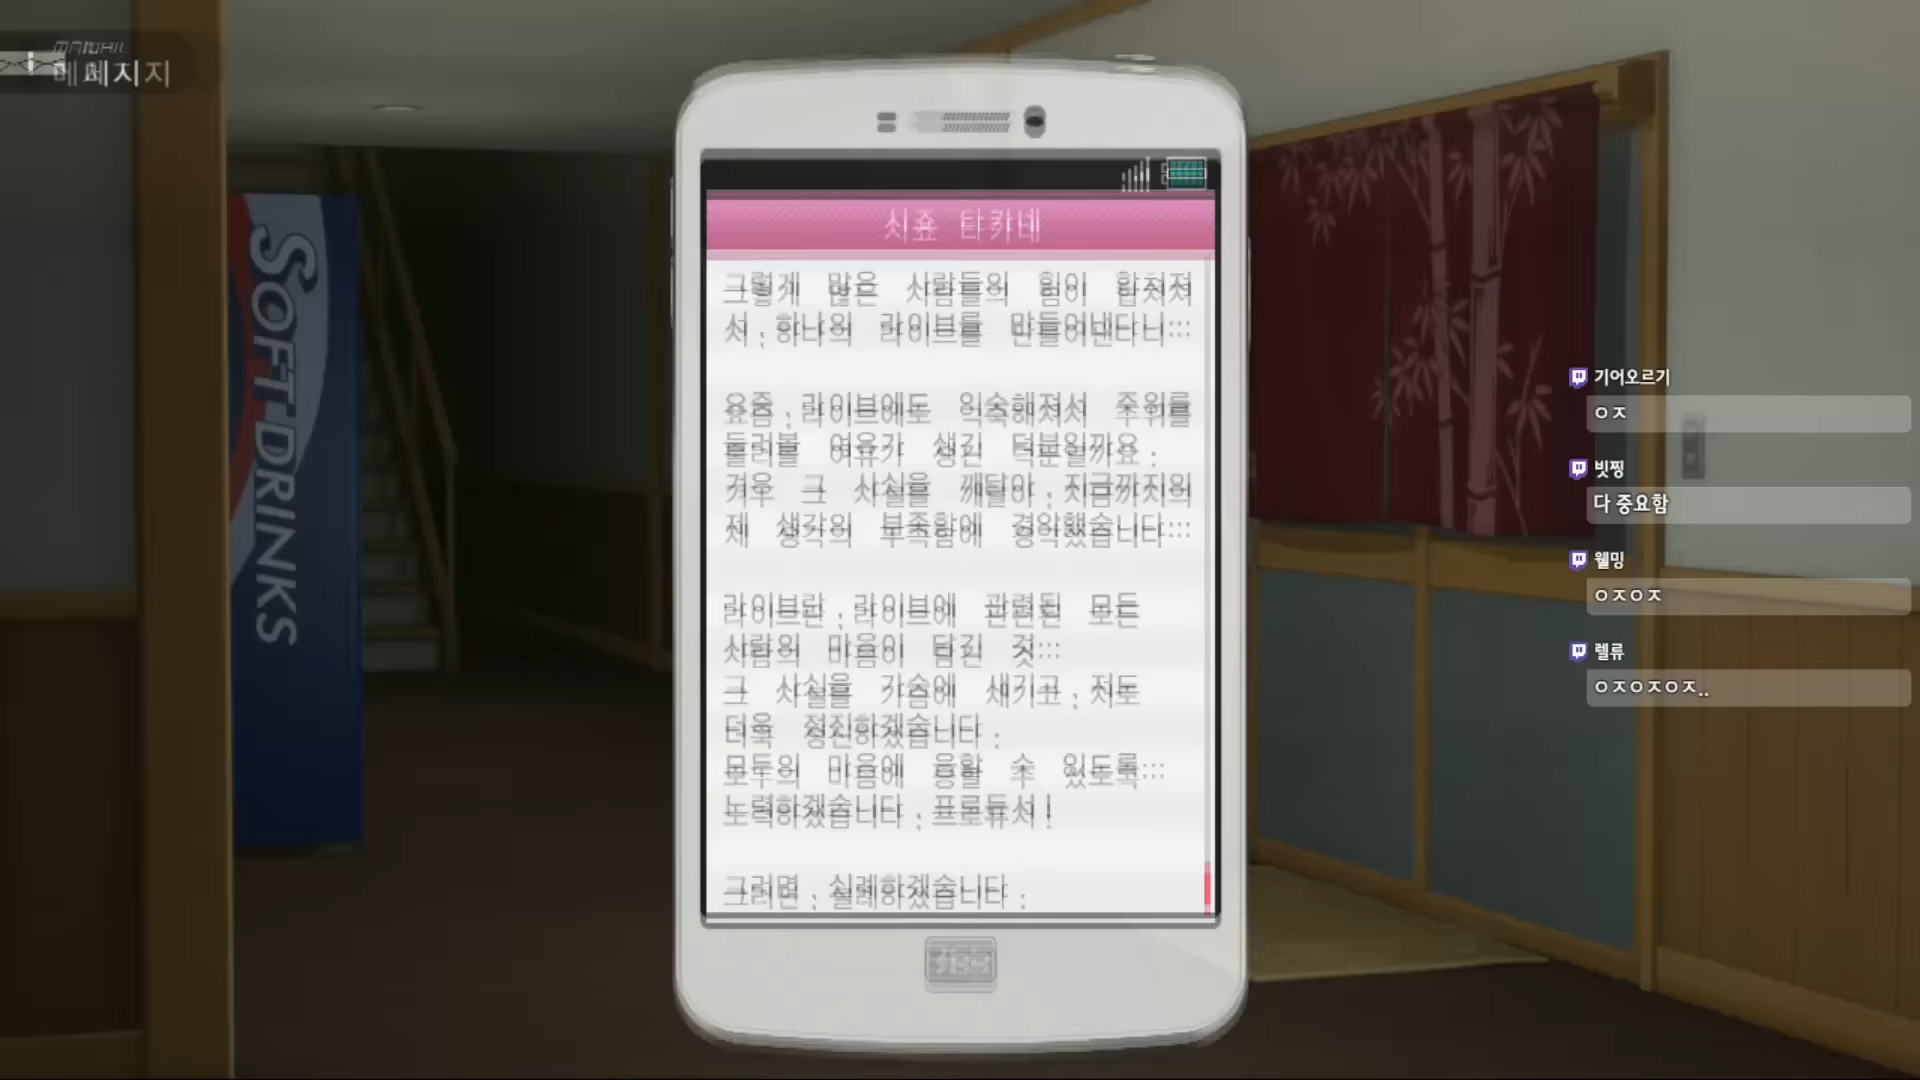 메시지
시죠 타카네
그렇게 많은 사람들의 힘이 합쳐져
서, 하나의 라이브를 만들어낸다니…
요즘, 라이브에도 익숙해져서 주위를
둘러볼 여유가 생긴 덕분일까요.
겨우 그 사실을 깨달아, 지금까지의
제 생각의 부족함에 경악했습니다…
라이브란, 라이브에 관련된 모든
사람의 마음이 담긴 것…
그 사실을 가슴에 새기고, 저도
더욱 정진하겠습니다.
모두의 마음에 응할 수 있도록…
노력하겠습니다, 프로듀서!
그러면, 실례하겠습니다.
SOFT DRINKS
기어오르기
ㅇㅈ
빗찡
다 중요함
웰밍
ㅇㅈㅇㅈ
렐류
ㅇㅈㅇㅈㅇㅈ..